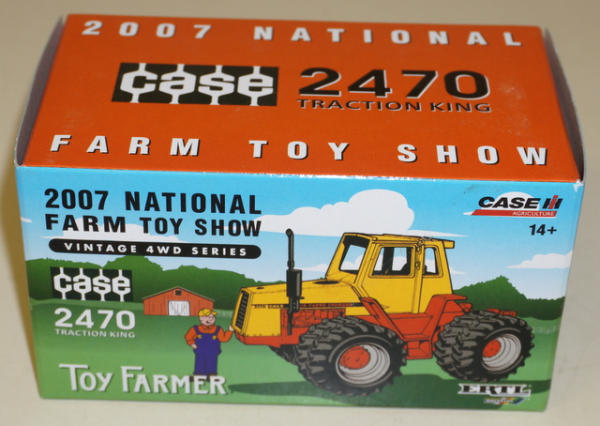 2007 NATIONAL
case 2470
TRACTION KING
FARM TOY SHOW
2007 NATIONAL
FARM TOY SHOW
VINTAGE 4WD SERIES
CASE IH
AGRICULTURE
14+
case
2470
TRACTION KING
TOY FARMER
ERTL